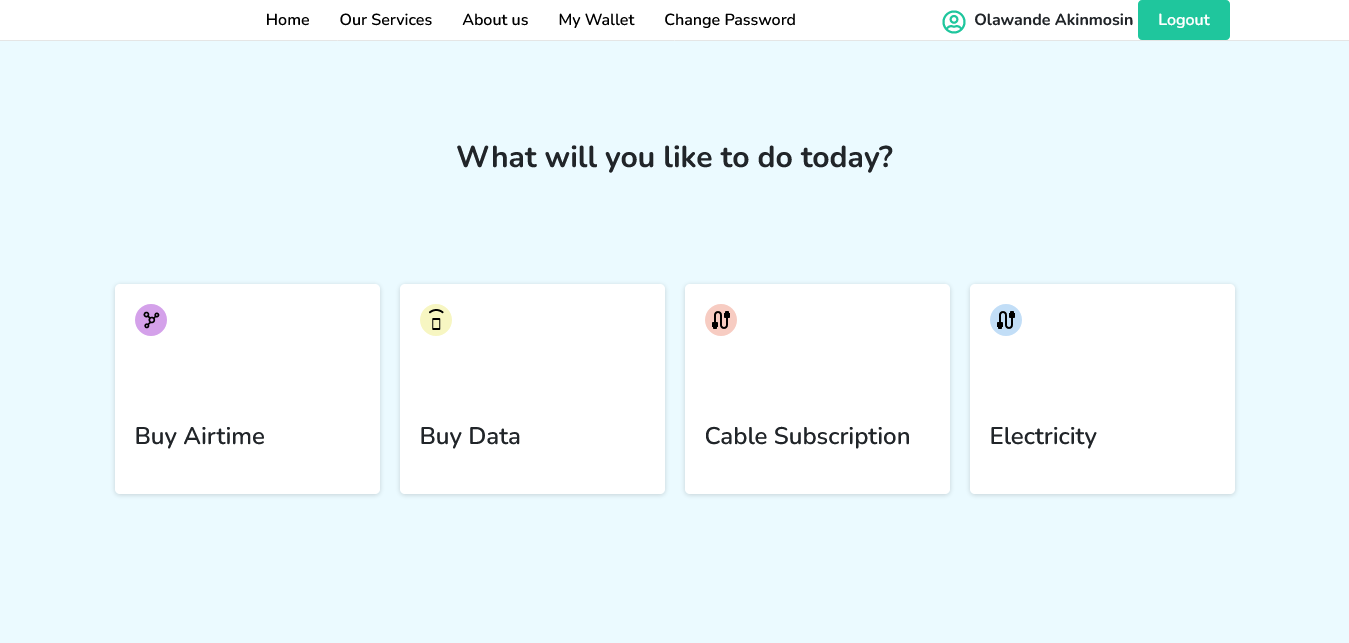 Home Our Services About us My Wallet Change Password Olawande Akinmosin Logout
What will you like to do today?
Buy Airtime Buy Data Cable Subscription Electricity